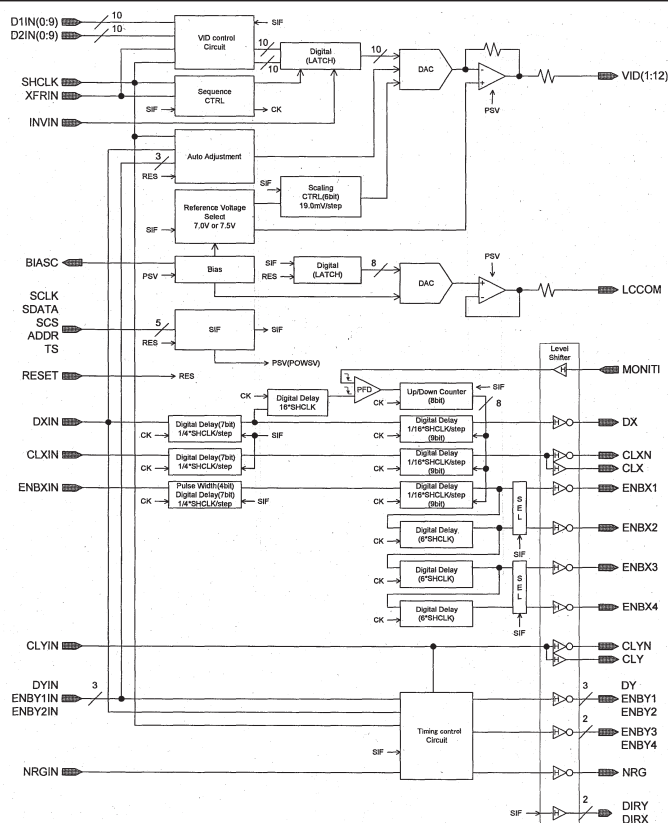 D1IN(0:9)
10
D2IN(0:9)
10
VID control
Circuit
SIF
10
10
Digital
(LATCH)
10
DAC
-
+
PSV
VID(1:12)
SHCLK
XFRIN
Sequence
CTRL
SIF
CK
INVIN
3
Auto Adjustment
RES
SIF
Scaling
CTRL(6bit)
19.0mV/step
Reference Voltage
Select
7.0V or 7.5V
SIF
BIASC
PSV
Bias
SIF
RES
Digital
(LATCH)
8
DAC
PSV
+
-
LCCOM
SCLK
SDATA
SCS
ADDR
TS
5
RES
SIF
SIF
PSV(POWSV)
RESET
RES
Level
Shifter
MONITI
CK
Digital Delay
16*SHCLK
PFD
Up/Down Counter
(8bit)
SIF
CK
8
DXIN
Digital Delay(7bit)
1/4*SHCLK/step
CK
SIF
Digital Delay
1/16*SHCLK/step
(9bit)
CK
DX
CLXIN
Digital Delay(7bit)
1/4*SHCLK/step
CK
Digital Delay
1/16*SHCLK/step
(9bit)
CK
CLXN
CLX
ENBXIN
Pulse Width(4bit)
Digital Delay(7bit)
1/4*SHCLK/step
CK
SIF
Digital Delay
1/16*SHCLK/step
(9bit)
CK
S
E
L
ENBX1
Digital Delay
(6*SHCLK)
CK
SIF
ENBX2
Digital Delay
(6*SHCLK)
CK
S
E
L
ENBX3
Digital Delay
(6*SHCLK)
CK
SIF
ENBX4
CLYIN
CLYN
CLY
DYIN
ENBY1IN
ENBY2IN
3
Timing control
Circuit
SIF
3
DY
ENBY1
ENBY2
2
ENBY3
ENBY4
NRGIN
NRG
SIF
2
DIRY
DIRX